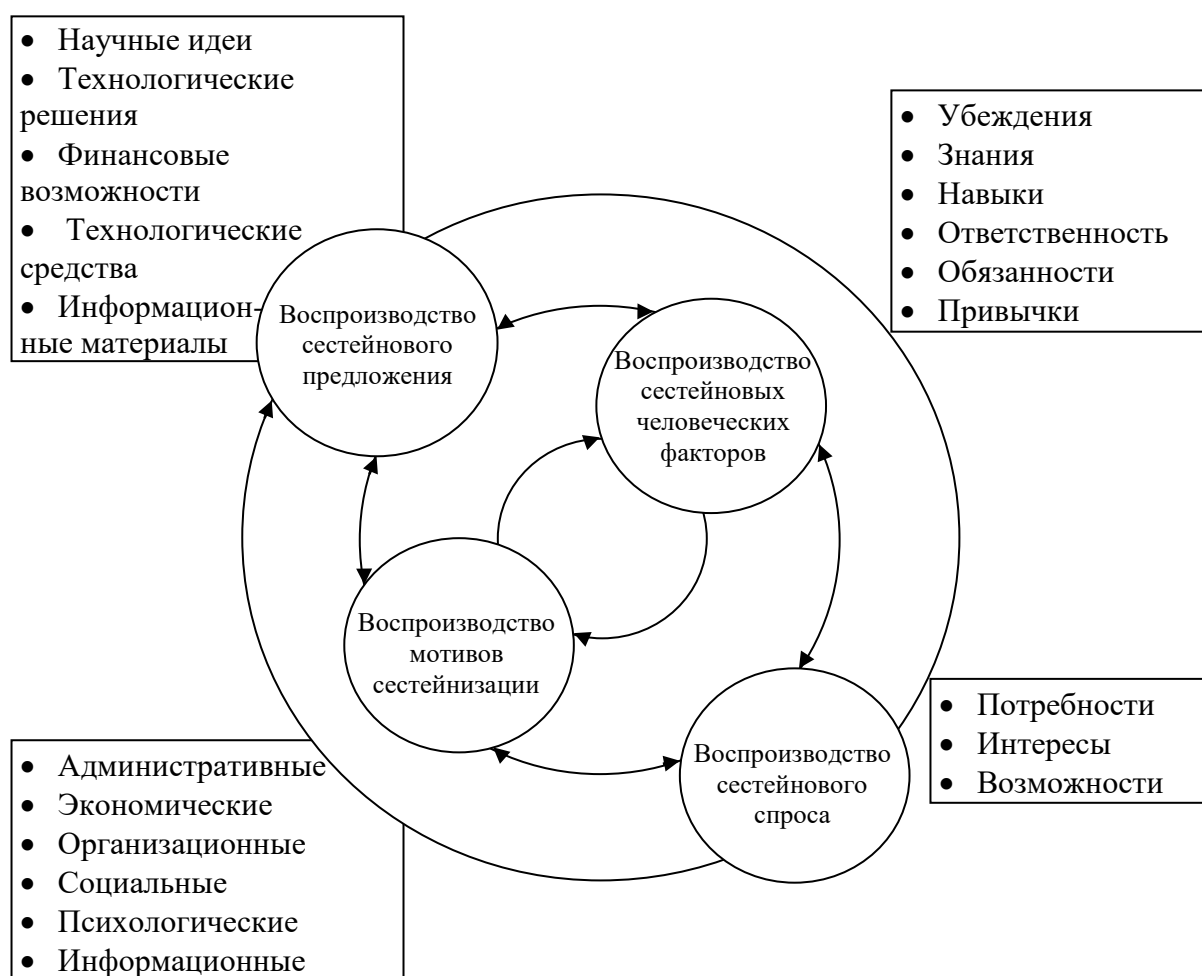 • Научные идеи
• Технологические
решения
• Финансовые
возможности
• Технологические
средства
• Информацион-
ные материалы
• Убеждения
• Знания
• Навыки
• Ответственность
• Обязанности
• Привычки
Воспроизводство
сестейнового
предложения
Воспроизводство
сестейновых
человеческих
факторов
Воспроизводство
мотивов
сестейнизации
Воспроизводство
сестейнового
спроса
• Потребности
• Интересы
• Возможности
• Административные
• Экономические
• Организационные
• Социальные
• Психологические
• Информационные